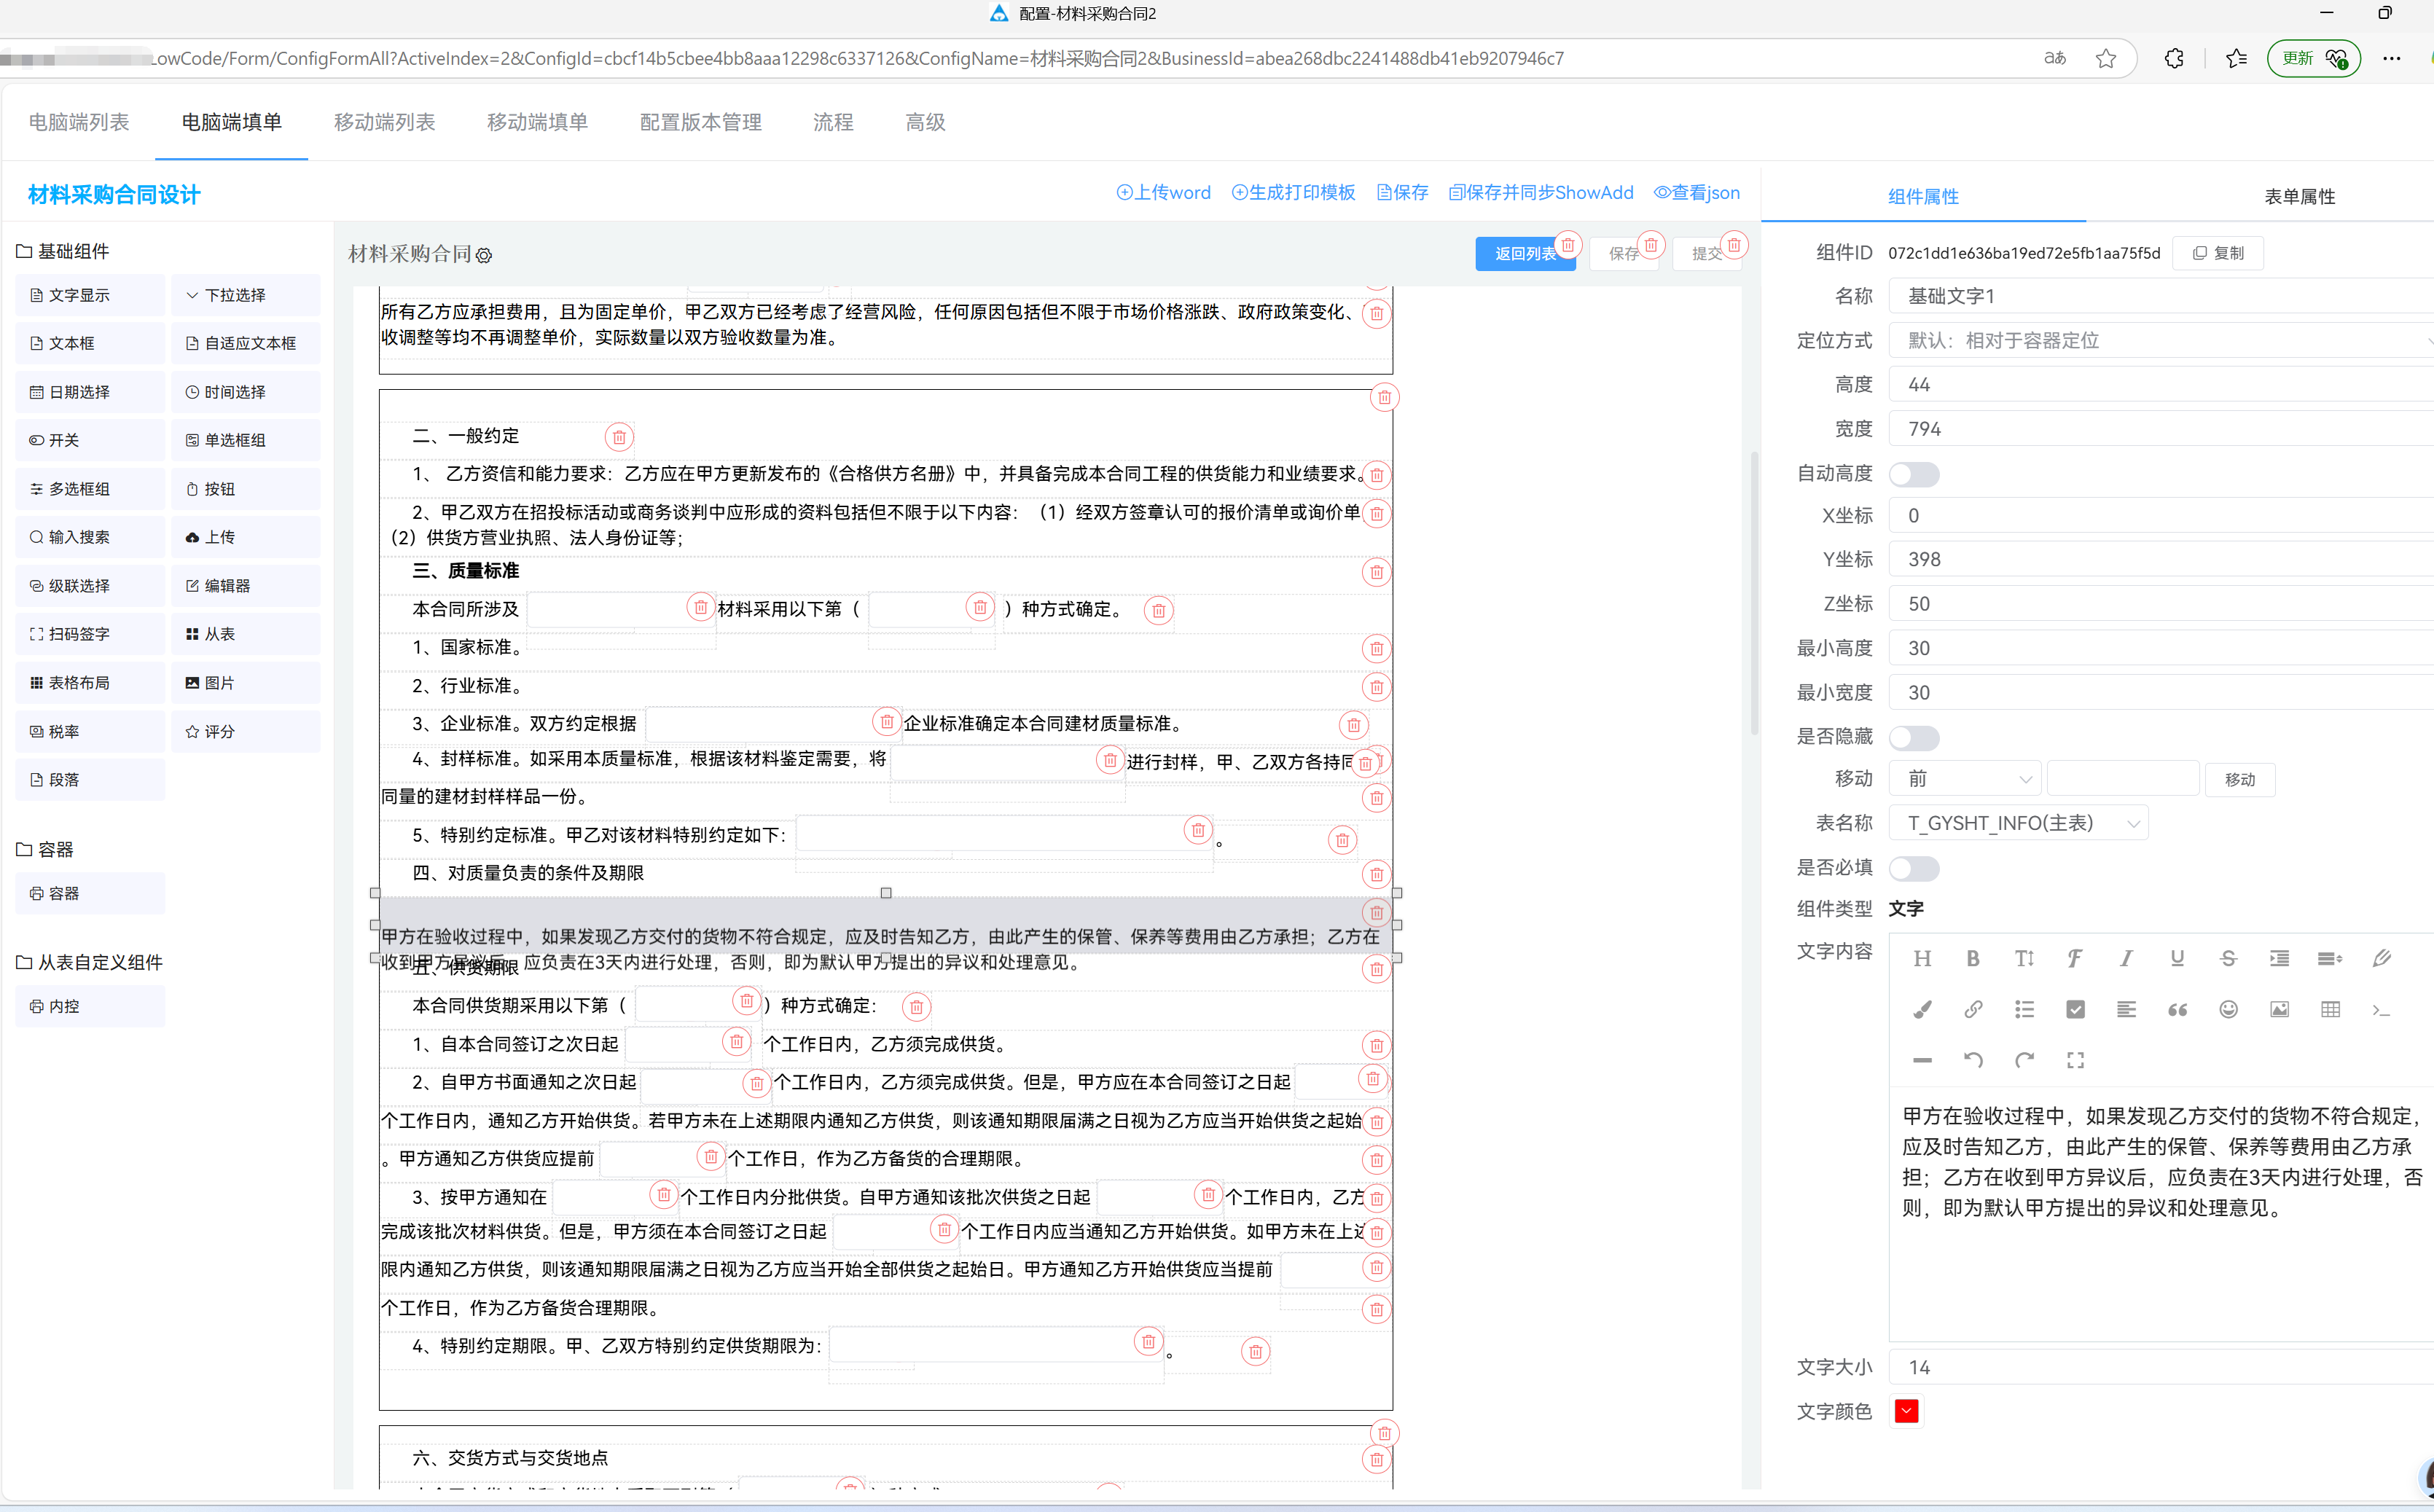 配置-材料采购合同2
LowCode/Form/ConfigFormAll?ActiveIndex=2&ConfigId=cbcf14b5cbee4bb8aaa12298c6337126&ConfigName=材料采购合同2&BusinessId=abea268dbc2241488db41eb9207946c7
更新
电脑端列表 电脑端填单 移动端列表 移动端填单 配置版本管理 流程 高级
材料采购合同设计
上传word 生成打印模板 保存 保存并同步ShowAdd 查看json
基础组件
文字显示 下拉选择
文本框 自适应文本框
日期选择 时间选择
开关 单选框组
多选框组 按钮
输入搜索 上传
级联选择 编辑器
扫码签字 从表
表格布局 图片
税率 评分
段落
容器
容器
从表自定义组件
内控
材料采购合同
返回列表 保存 提交
所有乙方应承担费用，且为固定单价，甲乙双方已经考虑了经营风险，任何原因包括但不限于市场价格涨跌、政府政策变化、
收调整等均不再调整单价，实际数量以双方验收数量为准。
二、一般约定
1、 乙方资信和能力要求：乙方应在甲方更新发布的《合格供方名册》中，并具备完成本合同工程的供货能力和业绩要求。
2、甲乙双方在招投标活动或商务谈判中应形成的资料包括但不限于以下内容：（1）经双方签章认可的报价清单或询价单
（2）供货方营业执照、法人身份证等；
三、质量标准
本合同所涉及 材料采用以下第（ ）种方式确定。
1、国家标准。
2、行业标准。
3、企业标准。双方约定根据 企业标准确定本合同建材质量标准。
4、封样标准。如采用本质量标准，根据该材料鉴定需要，将 进行封样，甲、乙双方各持同
同量的建材封样样品一份。
5、特别约定标准。甲乙对该材料特别约定如下： 。
四、对质量负责的条件及期限
甲方在验收过程中，如果发现乙方交付的货物不符合规定，应及时告知乙方，由此产生的保管、保养等费用由乙方承担；乙方在
收到甲方异议后，应负责在3天内进行处理，否则，即为默认甲方提出的异议和处理意见。
五、供货期限
本合同供货期采用以下第（ ）种方式确定：
1、自本合同签订之次日起 个工作日内，乙方须完成供货。
2、自甲方书面通知之次日起 个工作日内，乙方须完成供货。但是，甲方应在本合同签订之日起
个工作日内，通知乙方开始供货。若甲方未在上述期限内通知乙方供货，则该通知期限届满之日视为乙方应当开始供货之起始
。甲方通知乙方供货应提前 个工作日，作为乙方备货的合理期限。
3、按甲方通知在 个工作日内分批供货。自甲方通知该批次供货之日起 个工作日内，乙方
完成该批次材料供货。但是，甲方须在本合同签订之日起 个工作日内应当通知乙方开始供货。如甲方未在上述
限内通知乙方供货，则该通知期限届满之日视为乙方应当开始全部供货之起始日。甲方通知乙方开始供货应当提前
个工作日，作为乙方备货合理期限。
4、特别约定期限。甲、乙双方特别约定供货期限为： 。
六、交货方式与交货地点
组件属性 表单属性
组件ID 072c1dd1e636ba19ed72e5fb1aa75f5d 复制
名称 基础文字1
定位方式 默认：相对于容器定位
高度 44
宽度 794
自动高度
X坐标 0
Y坐标 398
Z坐标 50
最小高度 30
最小宽度 30
是否隐藏
移动 前 移动
表名称 T_GYSHT_INFO(主表)
是否必填
组件类型 文字
文字内容
甲方在验收过程中，如果发现乙方交付的货物不符合规定，
应及时告知乙方，由此产生的保管、保养等费用由乙方承
担；乙方在收到甲方异议后，应负责在3天内进行处理，否
则，即为默认甲方提出的异议和处理意见。
文字大小 14
文字颜色